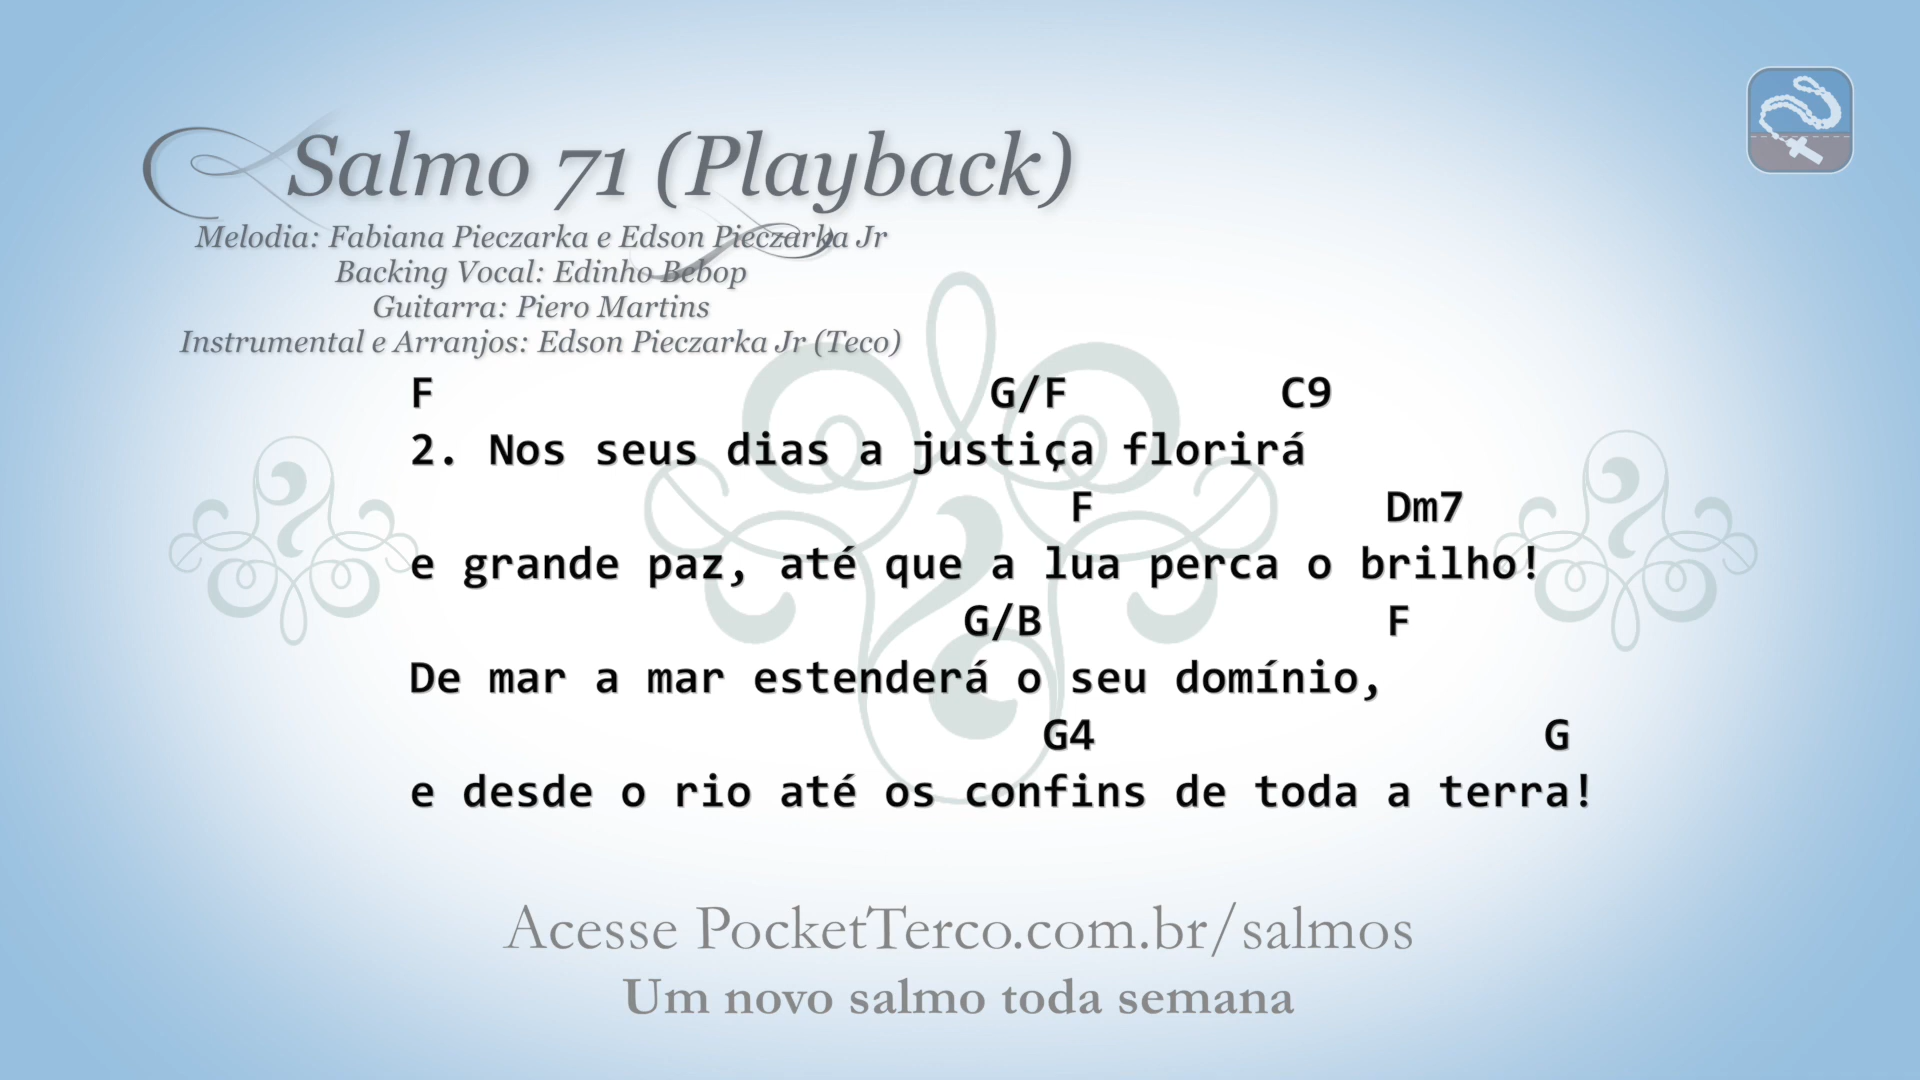 Salmo 71 (Playback)
Melodia: Fabiana Pieczarka e Edson Pieczarka Jr
Backing Vocal: Edinho Bebop
Guitarra: Piero Martins
Instrumental e Arranjos: Edson Pieczarka Jr (Teco)
F G/F C9
2. Nos seus dias a justiça florirá
F Dm7
e grande paz, até que a lua perca o brilho!
G/B F
De mar a mar estenderá o seu domínio,
G4 G
e desde o rio até os confins de toda a terra!
Acesse PocketTerco.com.br/salmos
Um novo salmo toda semana